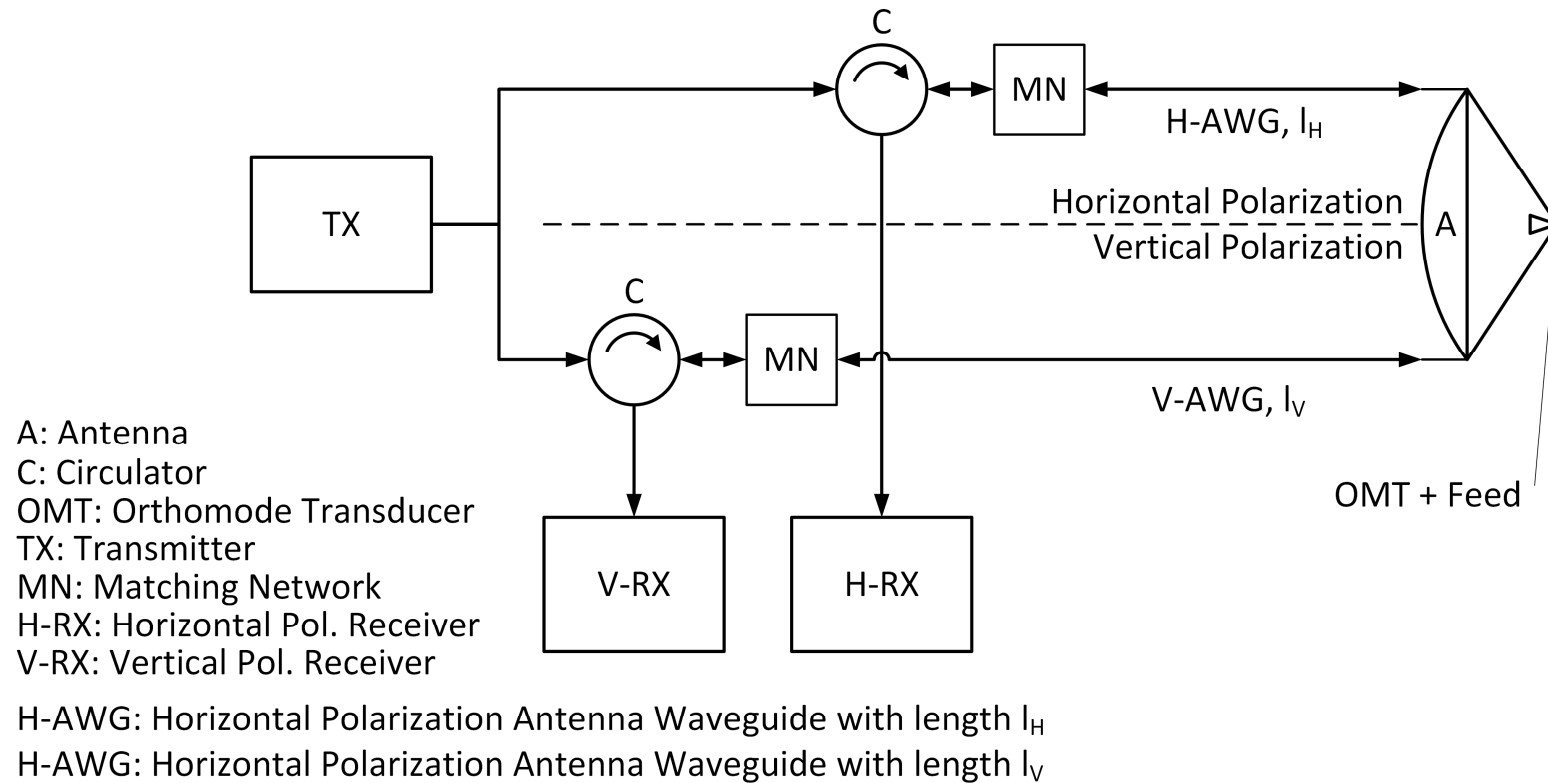 C
MN
H-AWG, lH
TX
Horizontal Polarization
A
Vertical Polarization
C
MN
V-AWG, lV
A: Antenna
C: Circulator
OMT: Orthomode Transducer
TX: Transmitter
MN: Matching Network
H-RX: Horizontal Pol. Receiver
V-RX: Vertical Pol. Receiver
V-RX
H-RX
OMT + Feed
H-AWG: Horizontal Polarization Antenna Waveguide with length lH
H-AWG: Horizontal Polarization Antenna Waveguide with length lV